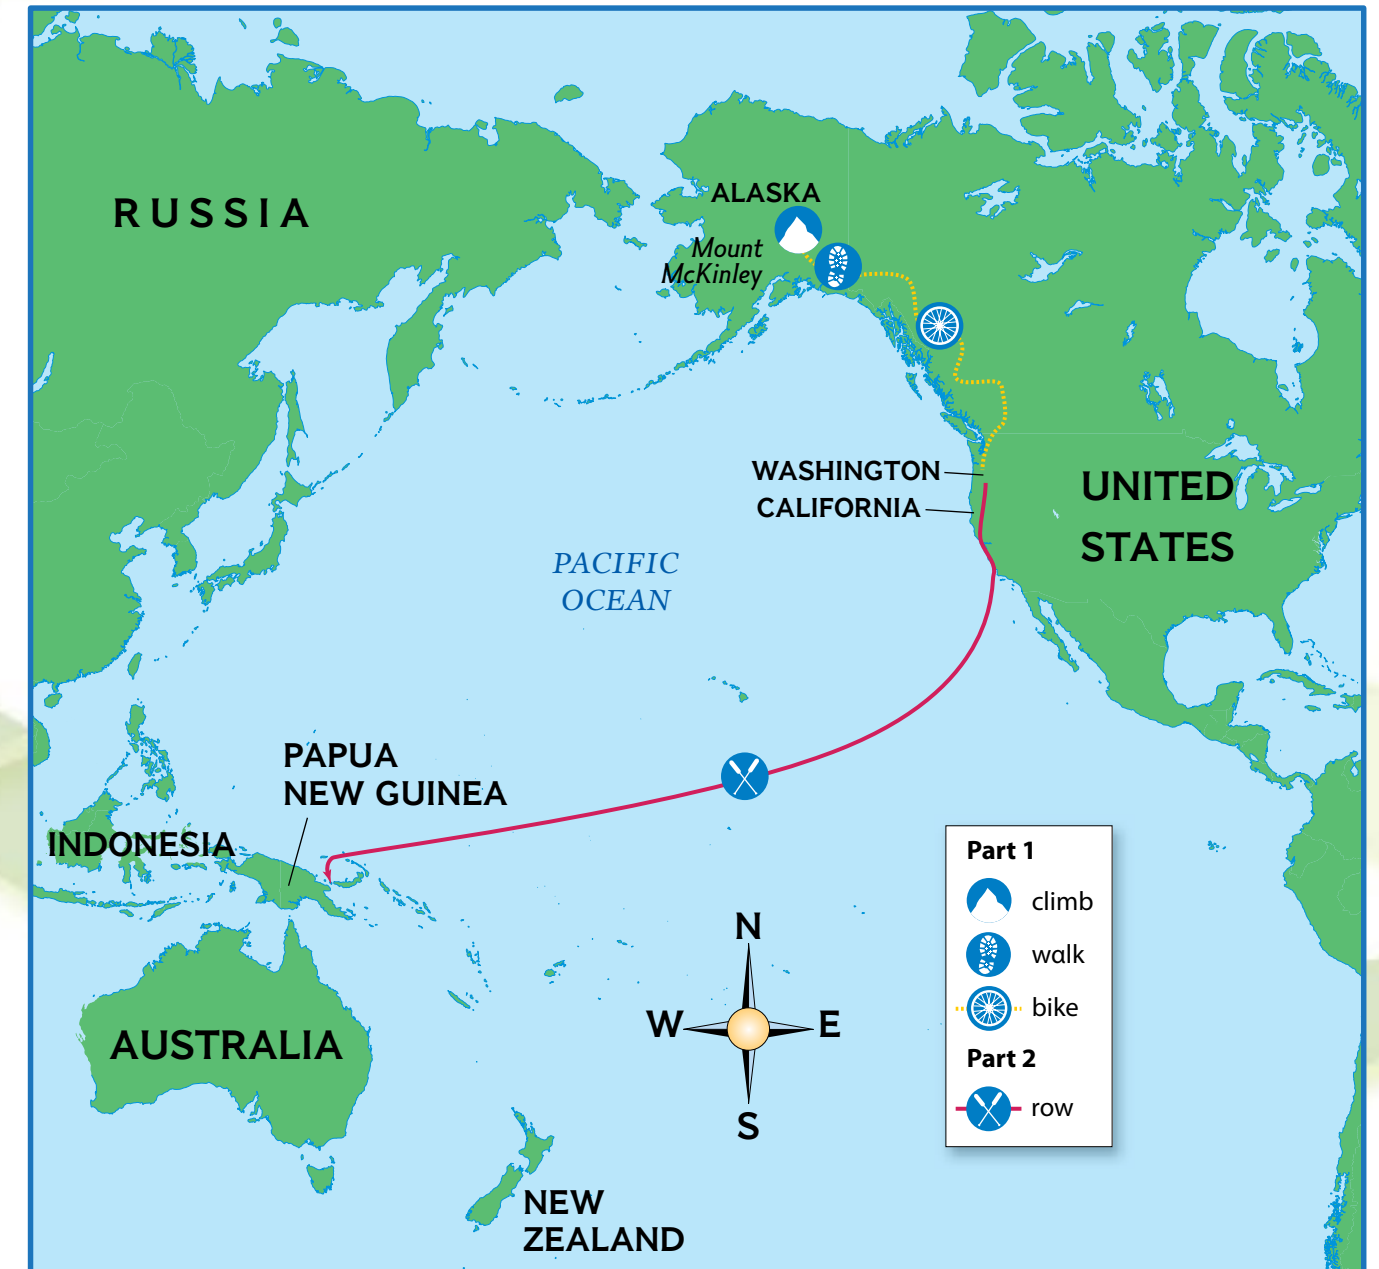 RUSSIA
ALASKA
Mount
McKinley
WASHINGTON
CALIFORNIA
UNITED
STATES
PACIFIC
OCEAN
PAPUA
NEW GUINEA
INDONESIA
AUSTRALIA
NEW
ZEALAND
N
W
E
S
Part 1
climb
walk
bike
Part 2
row